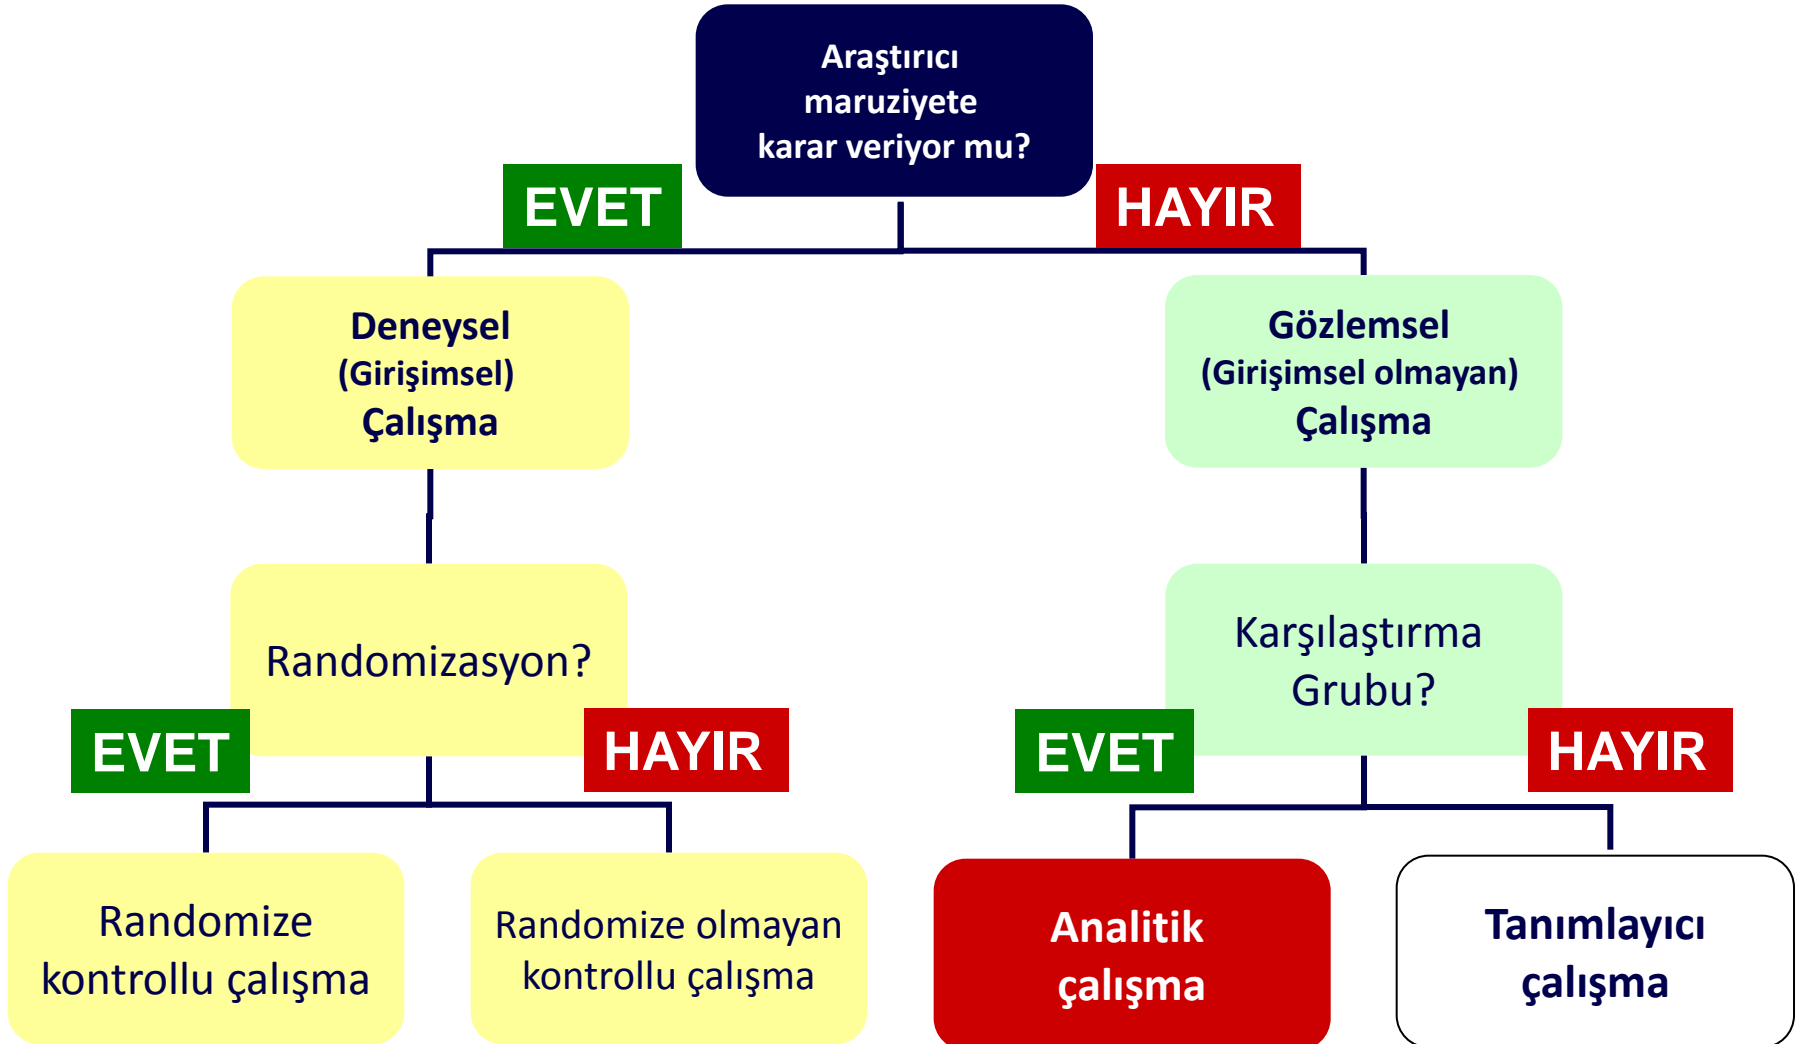 Araştırıcı
maruziyete
karar veriyor mu?
EVET
HAYIR
Deneysel
(Girişimsel)
Çalışma
Gözlemsel
(Girişimsel olmayan)
Çalışma
Randomizasyon?
Karşılaştırma
Grubu?
EVET
HAYIR
EVET
HAYIR
Randomize
kontrollu çalışma
Randomize olmayan
kontrollu çalışma
Analitik
çalışma
Tanımlayıcı
çalışma